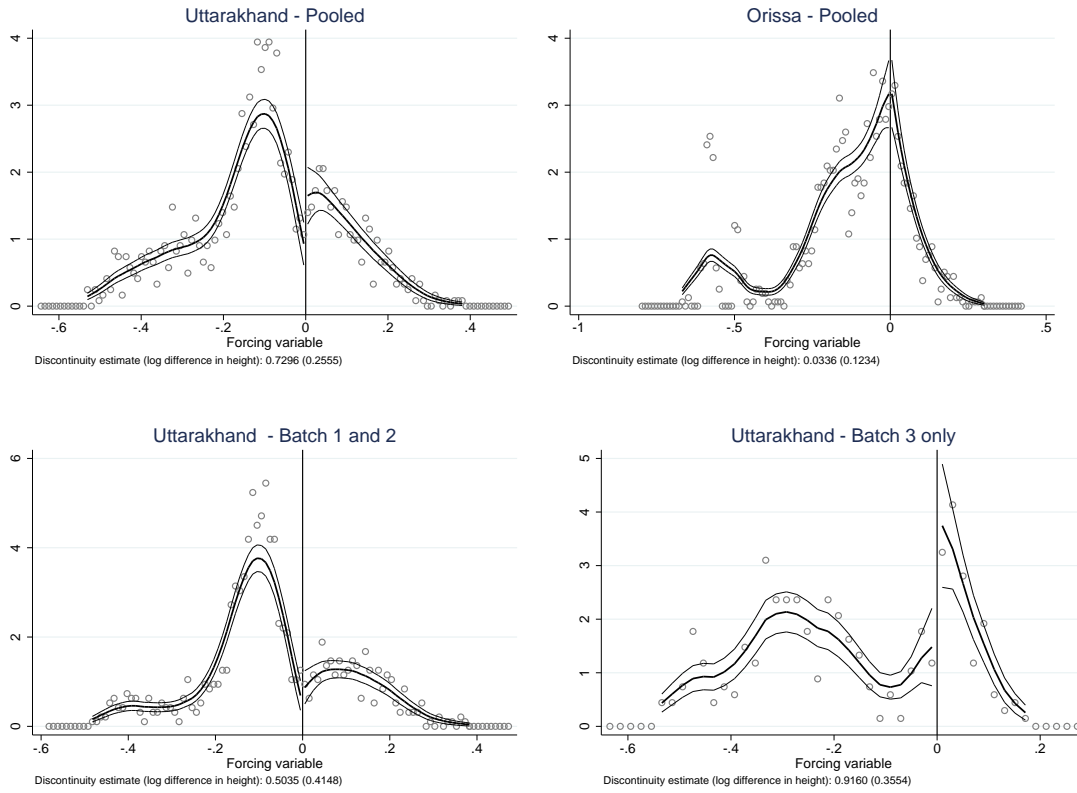 Uttarakhand - Pooled
4
3
2
1
0
-.6 -.4 -.2 0 .2 .4
Forcing variable
Discontinuity estimate (log difference in height): 0.7296 (0.2555)
Orissa - Pooled
4
3
2
1
0
-1 -.5 0 .5
Forcing variable
Discontinuity estimate (log difference in height): 0.0336 (0.1234)
Uttarakhand - Batch 1 and 2
6
4
2
0
-.6 -.4 -.2 0 .2 .4
Forcing variable
Discontinuity estimate (log difference in height): 0.5035 (0.4148)
Uttarakhand - Batch 3 only
5
4
3
2
1
0
-.6 -.4 -.2 0 .2
Forcing variable
Discontinuity estimate (log difference in height): 0.9160 (0.3554)